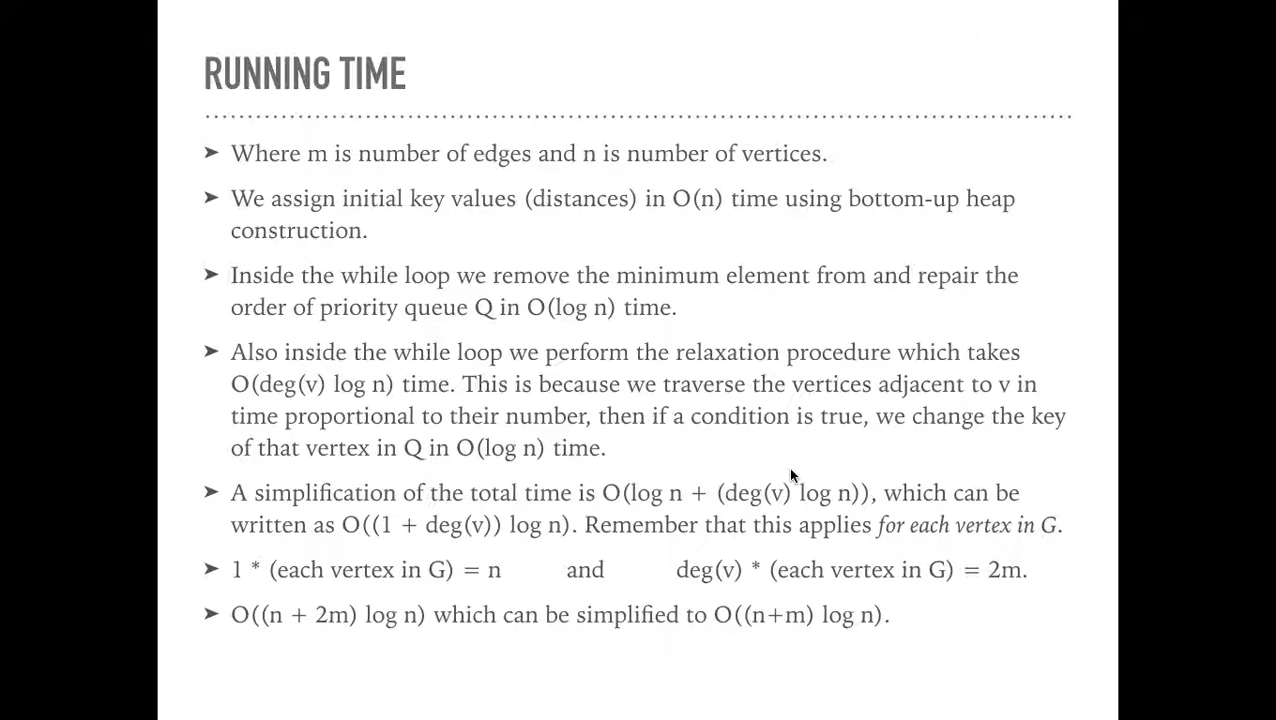 RUNNING TIME
➤ Where m is number of edges and n is number of vertices.
➤ We assign initial key values (distances) in O(n) time using bottom-up heap
construction.
➤ Inside the while loop we remove the minimum element from and repair the
order of priority queue Q in O(log n) time.
➤ Also inside the while loop we perform the relaxation procedure which takes
O(deg(v) log n) time. This is because we traverse the vertices adjacent to v in
time proportional to their number, then if a condition is true, we change the key
of that vertex in Q in O(log n) time.
➤ A simplification of the total time is O(log n + (deg(v) log n)), which can be
written as O((1 + deg(v)) log n). Remember that this applies for each vertex in G.
➤ 1 * (each vertex in G) = n and deg(v) * (each vertex in G) = 2m.
➤ O((n + 2m) log n) which can be simplified to O((n+m) log n).